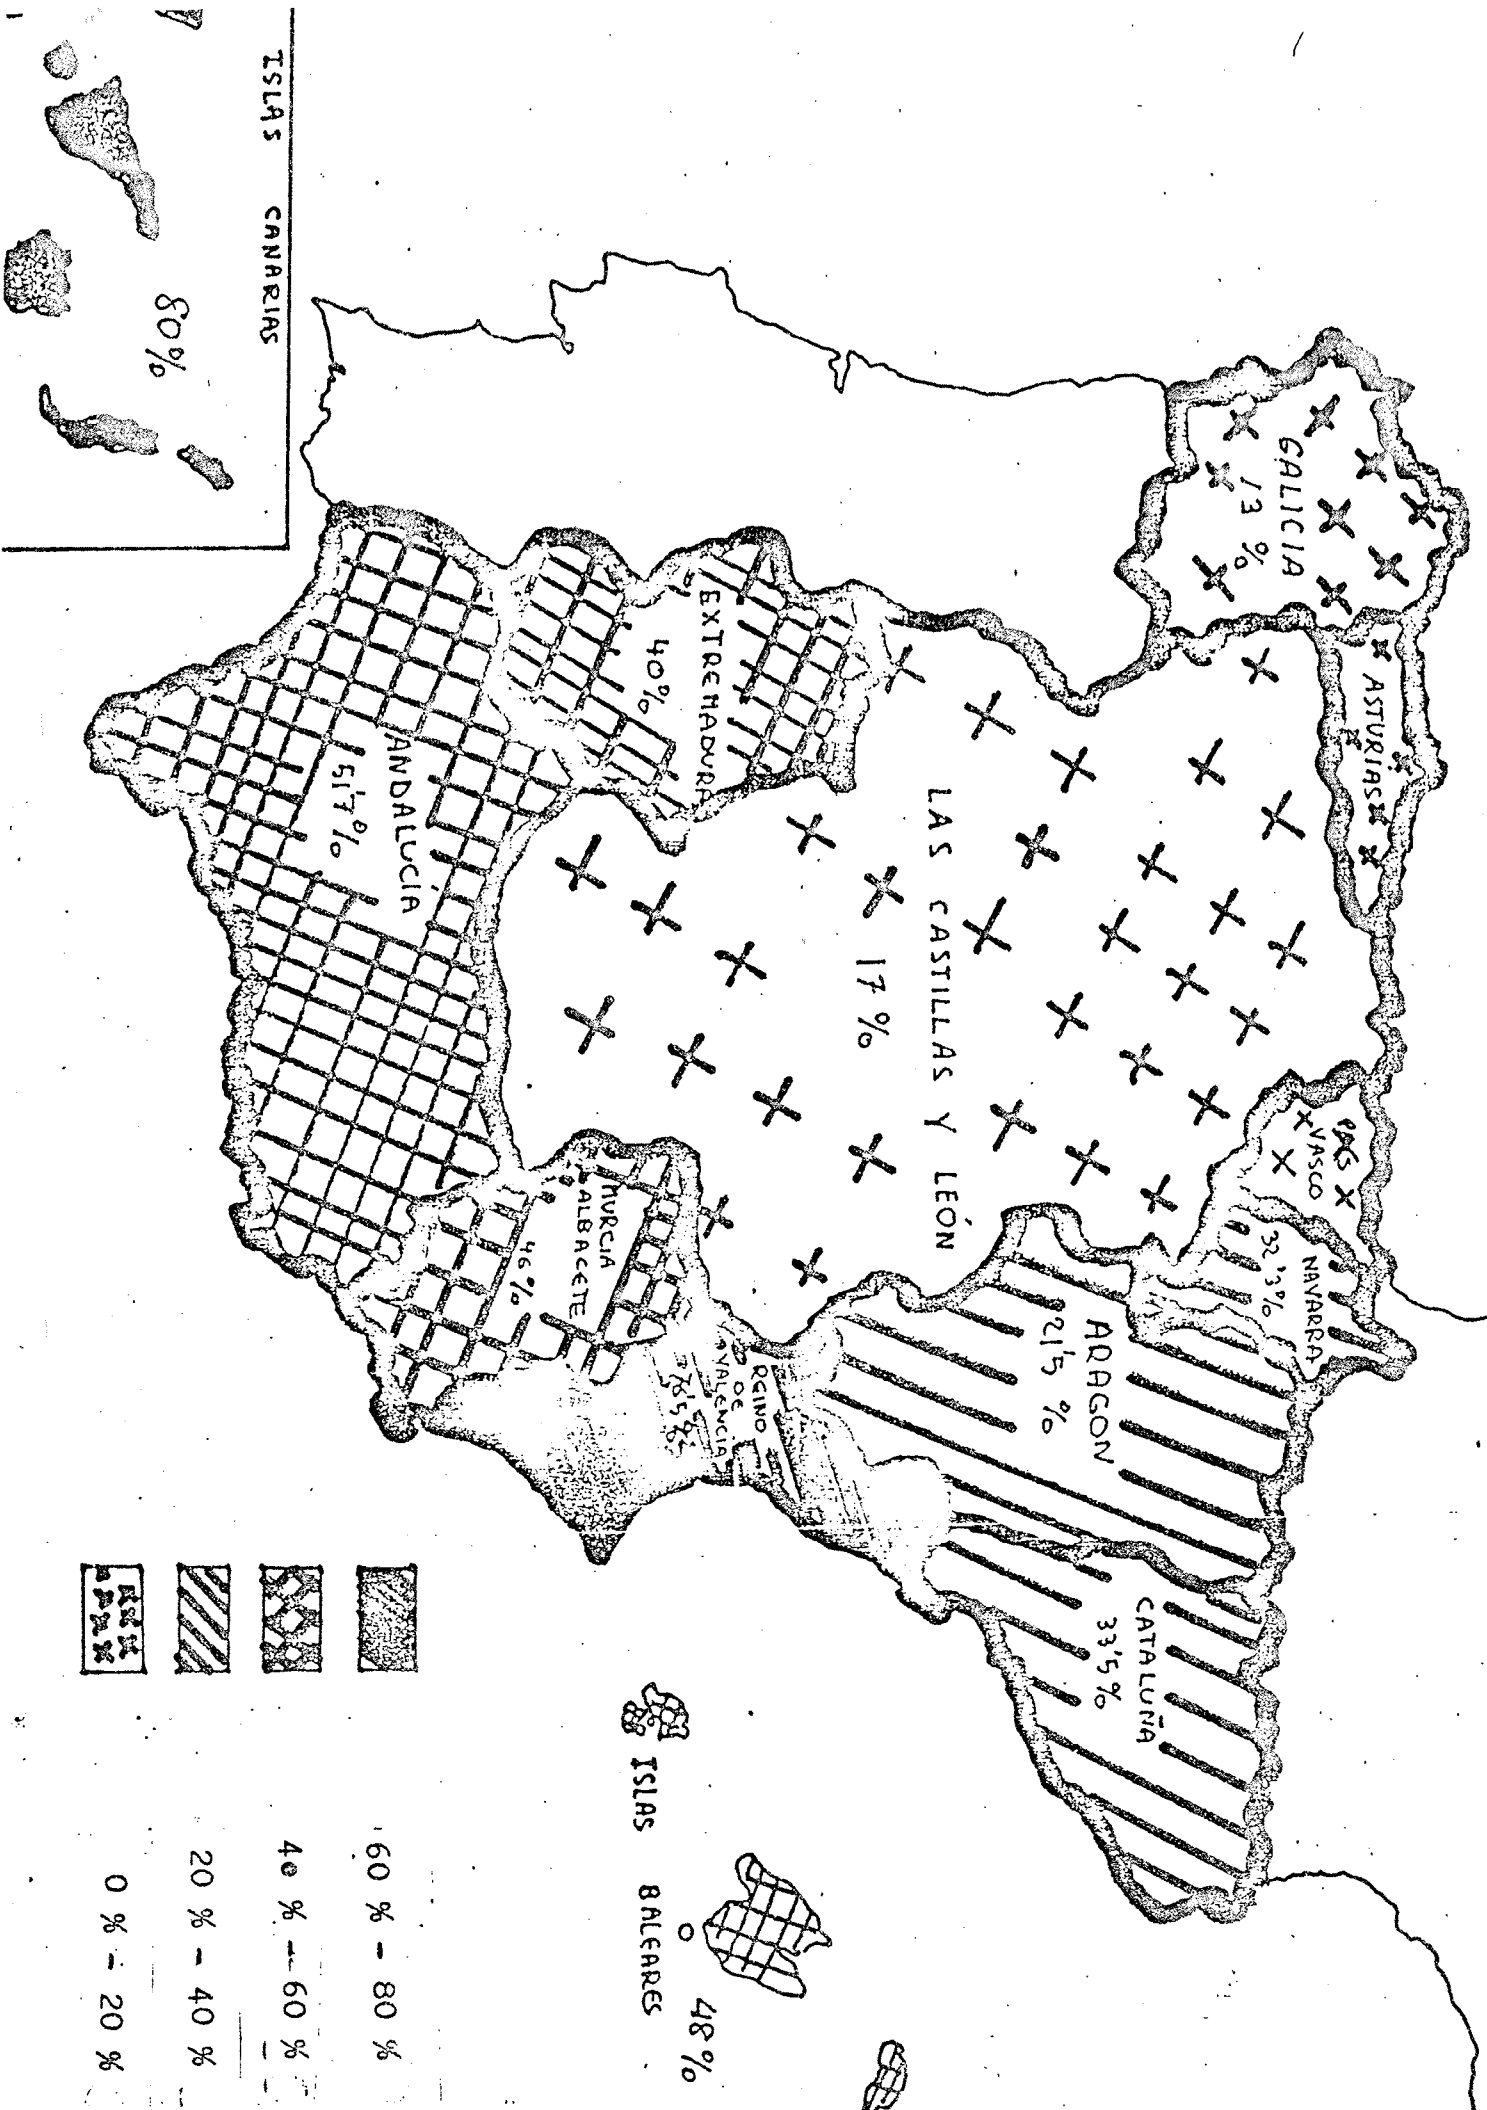 GALICIA
13 %
ASTURIAS
PAIS
VASCO
NAVARRA
32'3%
LAS CASTILLAS Y LEÓN
17 %
ARAGON
21'5 %
CATALUÑA
33'5%
EXTREMADURA
40%
REINO
DE
VALENCIA
MURCIA
ALBACETE
46%
ANDALUCÍA
51'7%
ISLAS BALEARES
48%
ISLAS CANARIAS
80%
60 % - 80 %
40 % - 60 %
20 % - 40 %
0 % - 20 %